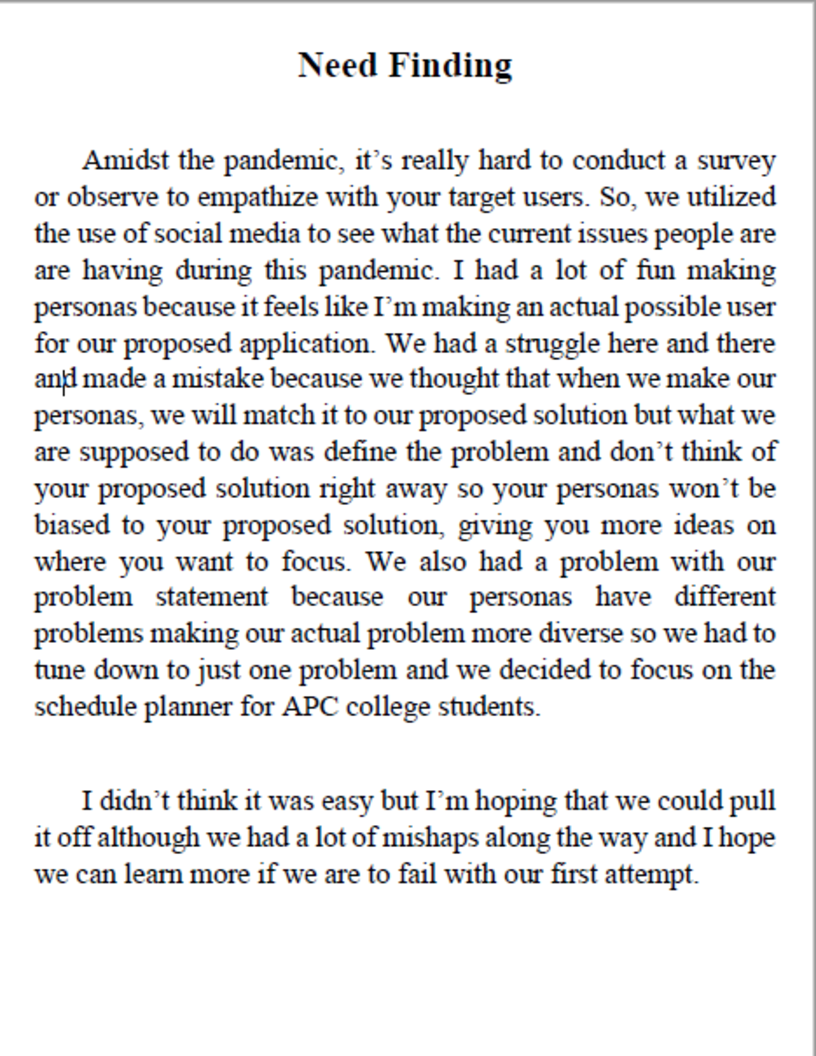 Need Finding
Amidst the pandemic, it’s really hard to conduct a survey
or observe to empathize with your target users. So, we utilized
the use of social media to see what the current issues people are
are having during this pandemic. I had a lot of fun making
personas because it feels like I’m making an actual possible user
for our proposed application. We had a struggle here and there
and made a mistake because we thought that when we make our
personas, we will match it to our proposed solution but what we
are supposed to do was define the problem and don’t think of
your proposed solution right away so your personas won’t be
biased to your proposed solution, giving you more ideas on
where you want to focus. We also had a problem with our
problem statement because our personas have different
problems making our actual problem more diverse so we had to
tune down to just one problem and we decided to focus on the
schedule planner for APC college students.
I didn’t think it was easy but I’m hoping that we could pull
it off although we had a lot of mishaps along the way and I hope
we can learn more if we are to fail with our first attempt.